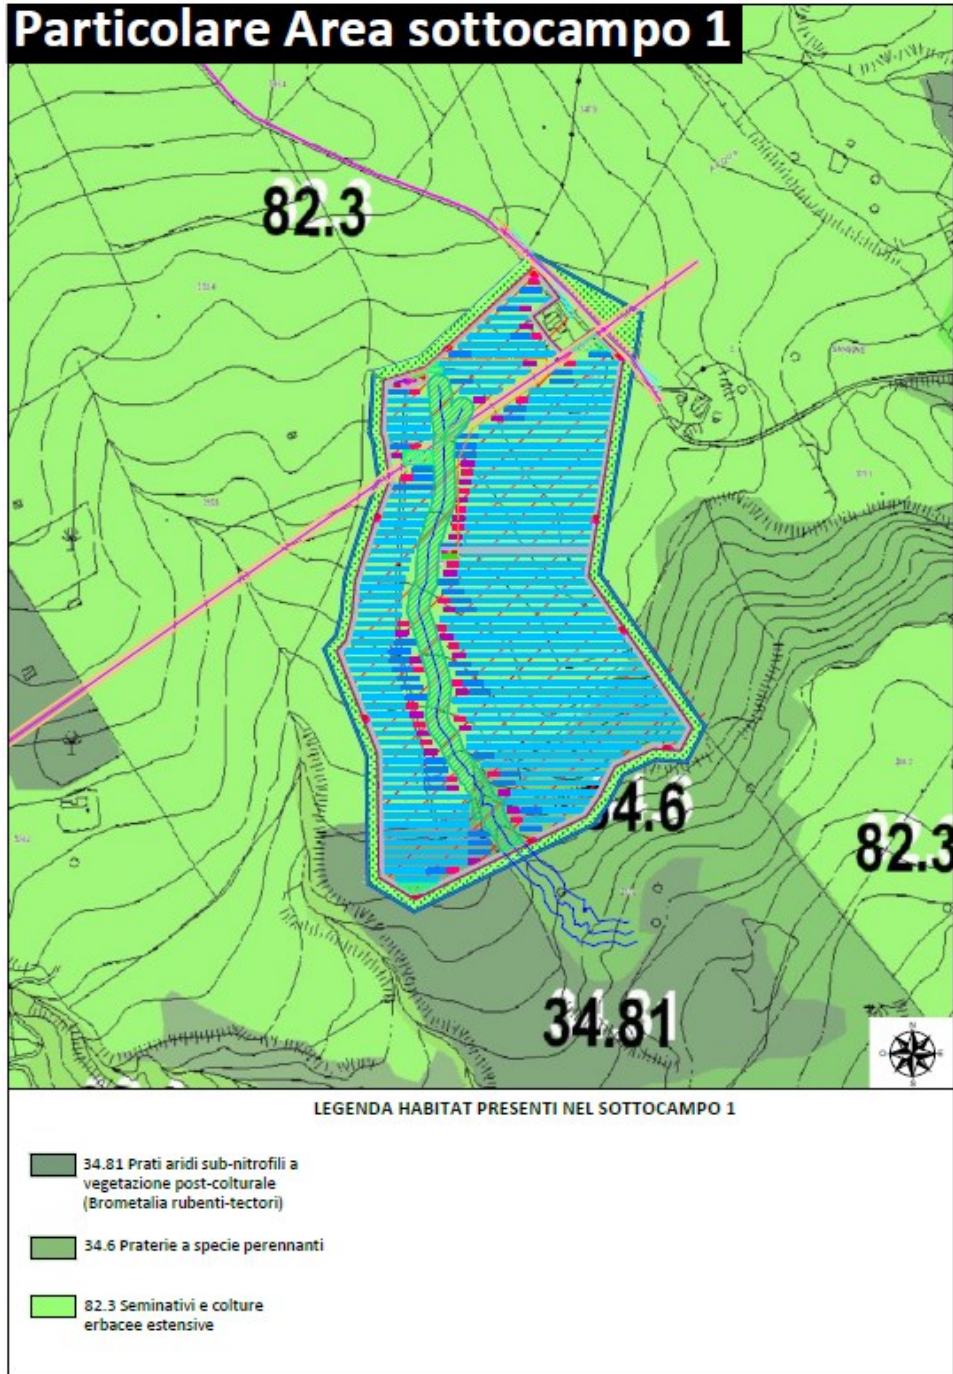 Particolare Area sottocampo 1
82.3
34.6
82.3
34.81
N
O
E
S
LEGENDA HABITAT PRESENTI NEL SOTTOCAMPO 1
34.81 Prati aridi sub-nitrofili a
vegetazione post-colturale
(Brometalia rubenti-tectori)
34.6 Praterie a specie perennanti
82.3 Seminativi e colture
erbacee estensive